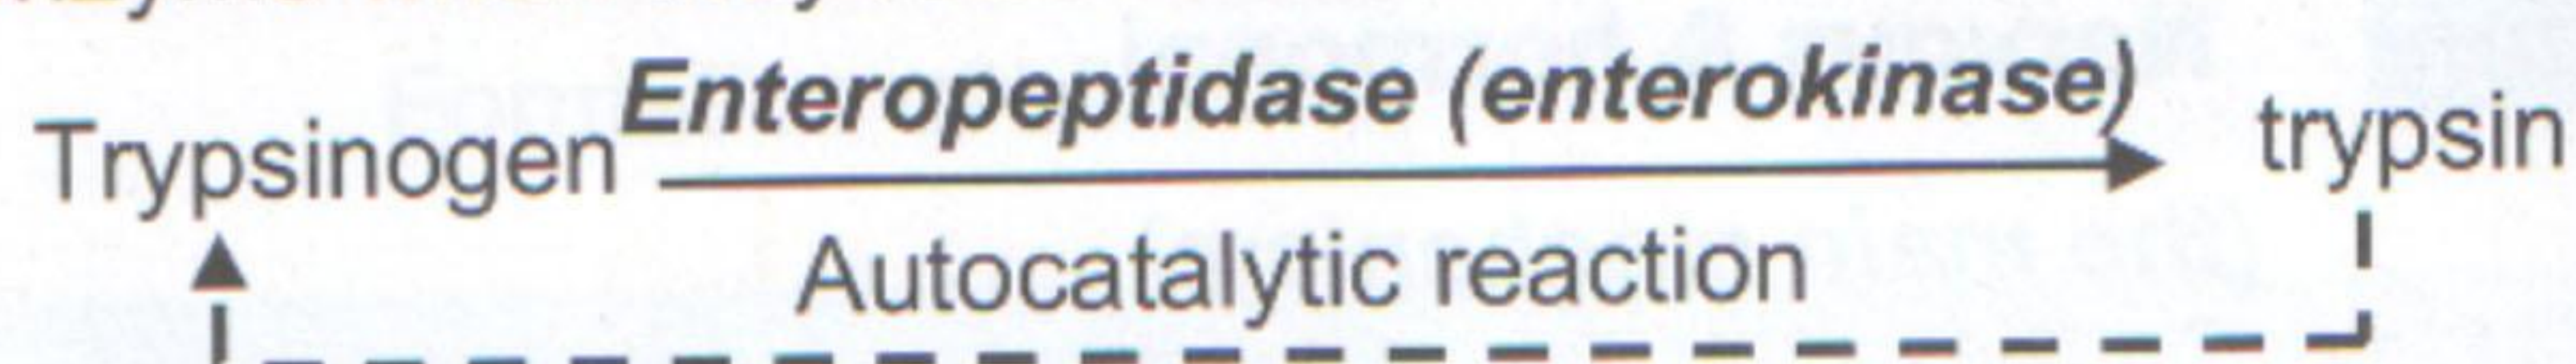 Enteropeptidase (enterokinase)
Trypsinogen trypsin
Autocatalytic reaction